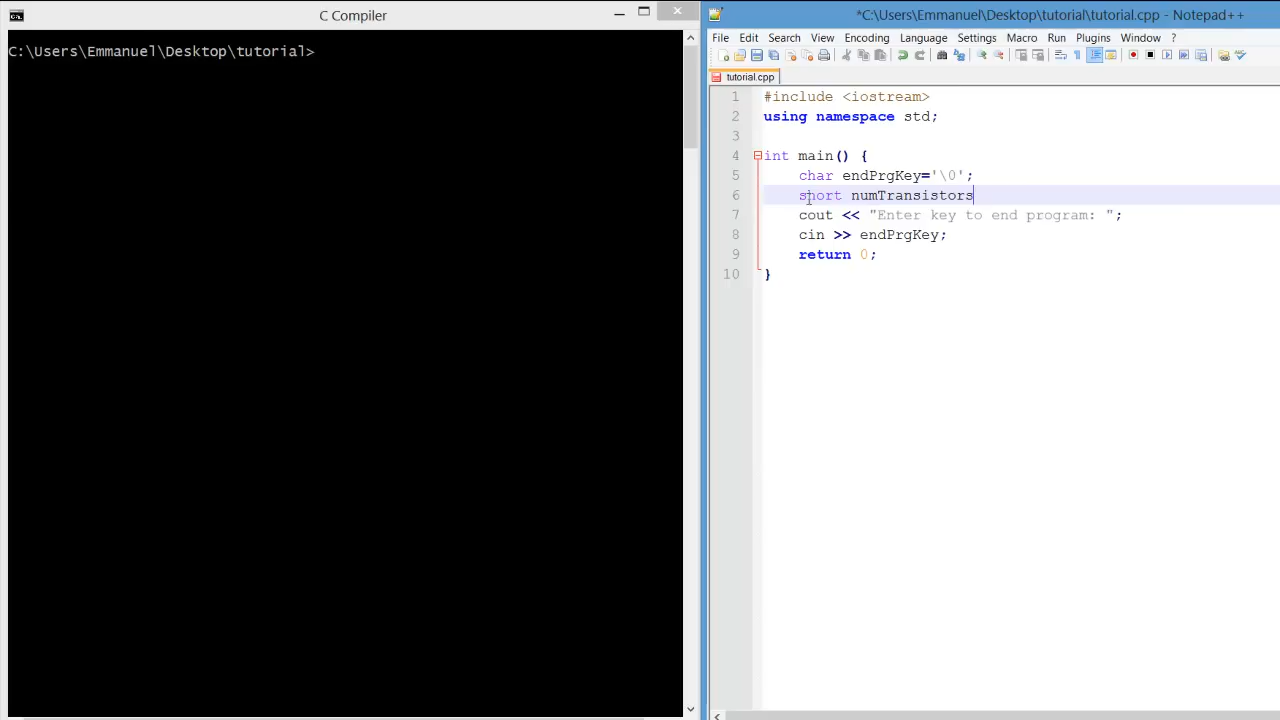 C Compiler
C:\Users\Emmanuel\Desktop\tutorial>
*C:\Users\Emmanuel\Desktop\tutorial\tutorial.cpp - Notepad++
File Edit Search View Encoding Language Settings Macro Run Plugins Window ?
tutorial.cpp
1 #include <iostream>
2 using namespace std;
3
4 int main() {
5 char endPrgKey='\0';
6 short numTransistors
7 cout << "Enter key to end program: ";
8 cin >> endPrgKey;
9 return 0;
10 }